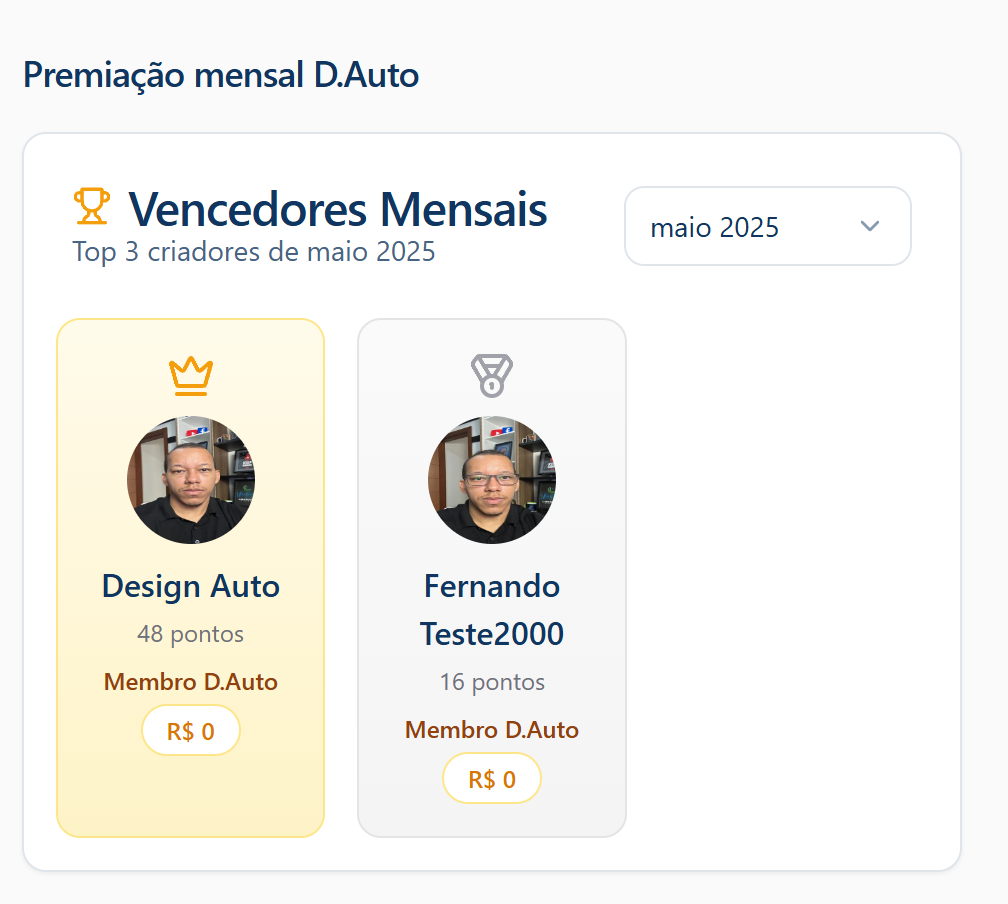 Premiação mensal D.Auto
Vencedores Mensais
Top 3 criadores de maio 2025
maio 2025
Design Auto
48 pontos
Membro D.Auto
R$ 0
Fernando
Teste2000
16 pontos
Membro D.Auto
R$ 0